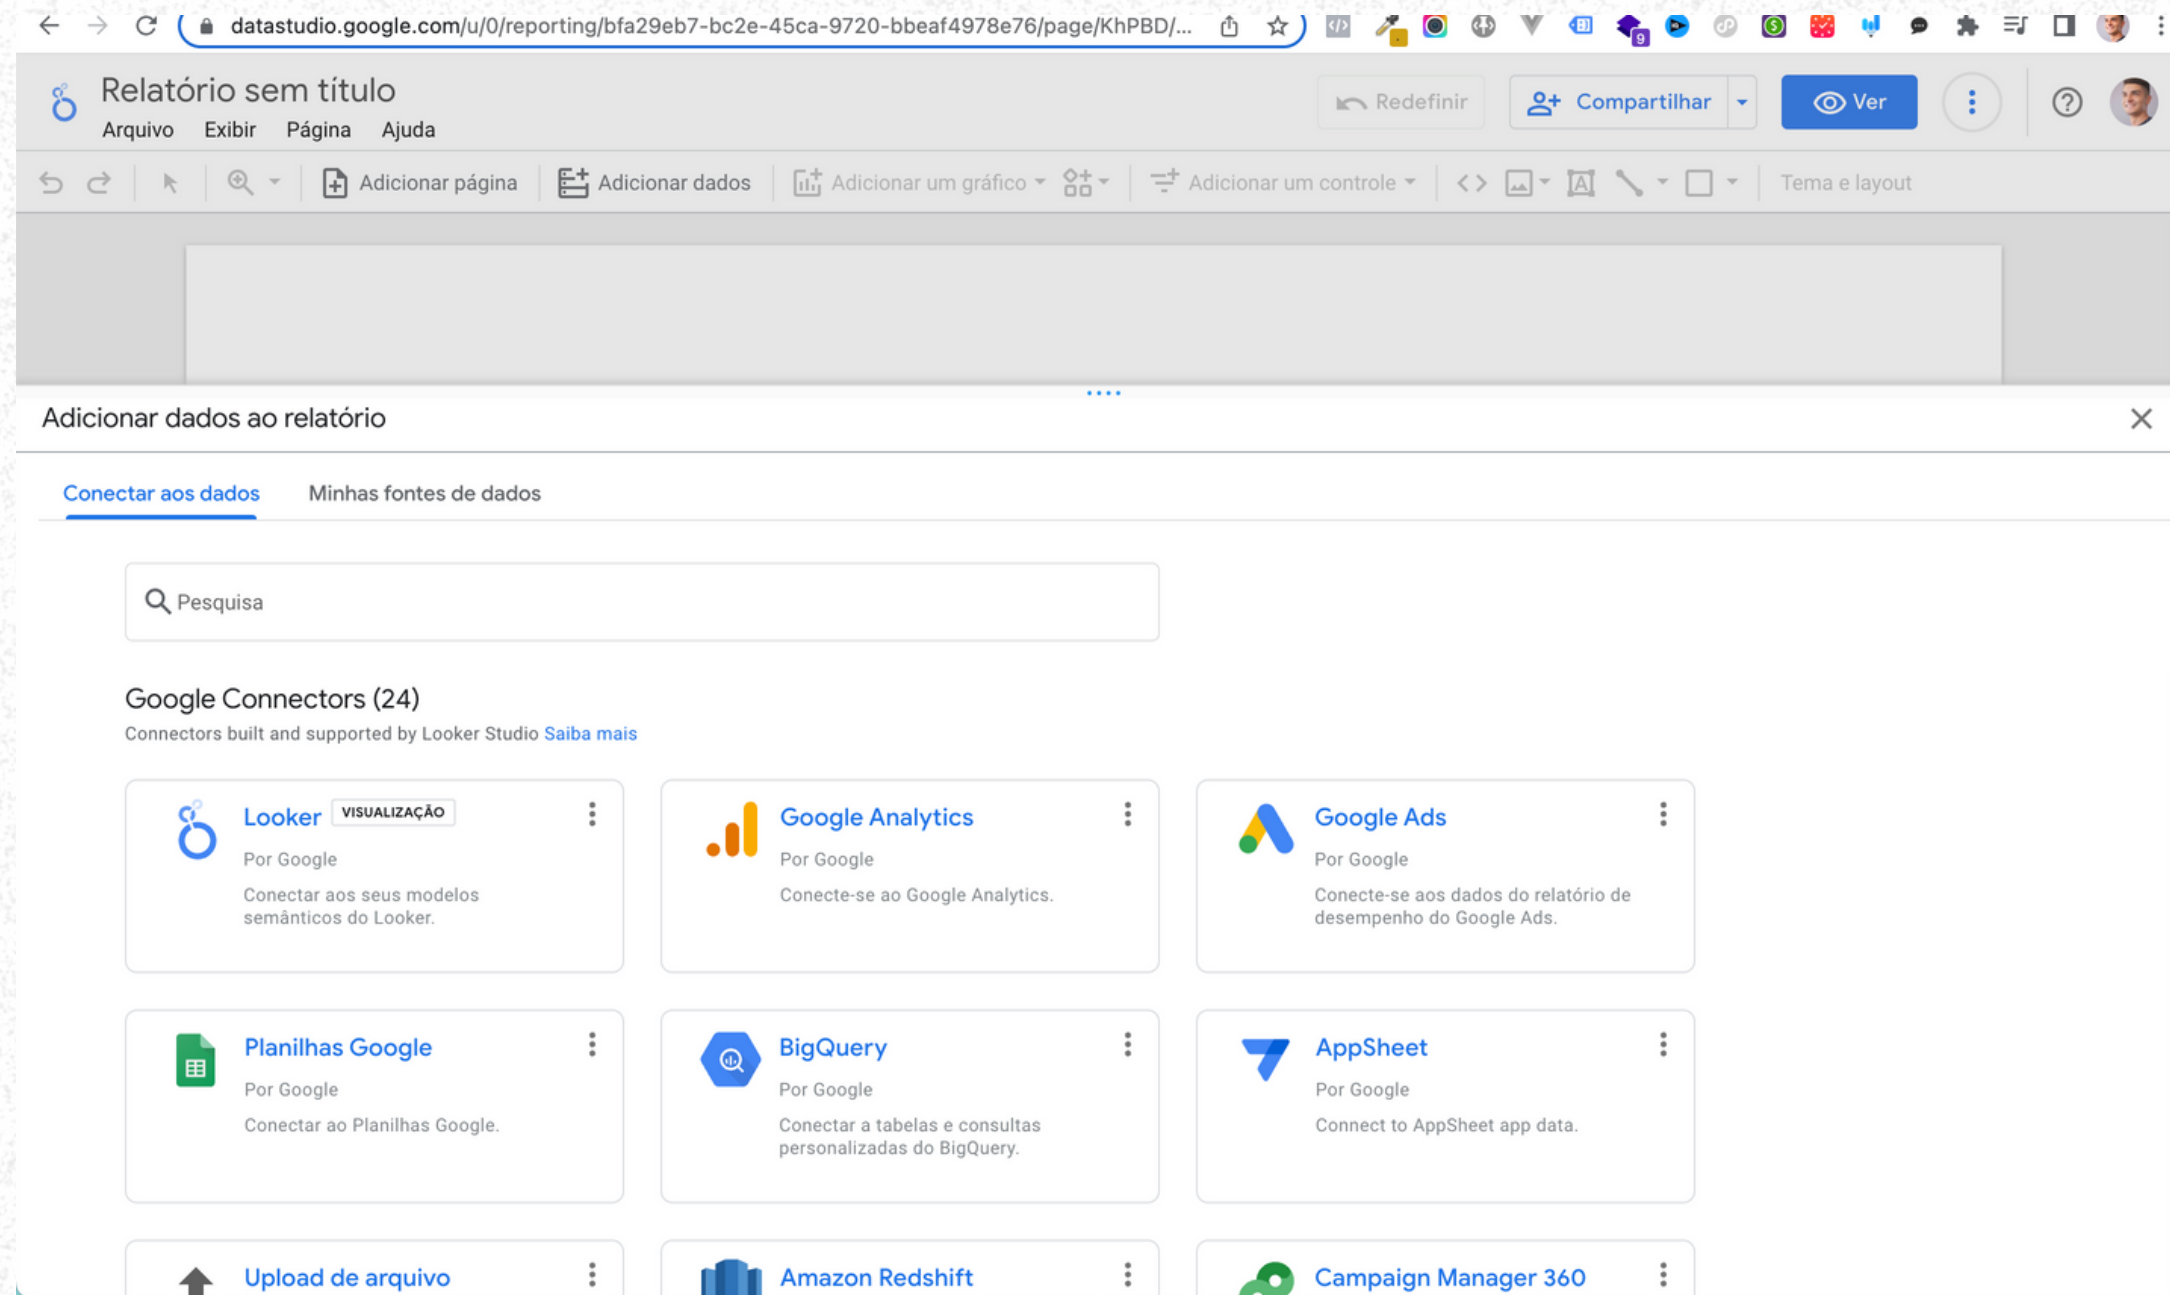 datastudio.google.com/u/0/reporting/bfa29eb7-bc2e-45ca-9720-bbeaf4978e76/page/KhPBD/...
9
Relatório sem título
Redefinir
Compartilhar
Ver
Arquivo Exibir Página Ajuda
Adicionar página
Adicionar dados
Adicionar um gráfico
Adicionar um controle
Tema e layout
Adicionar dados ao relatório
Conectar aos dados
Minhas fontes de dados
Pesquisa
Google Connectors (24)
Connectors built and supported by Looker Studio Saiba mais
Looker VISUALIZAÇÃO
Por Google
Conectar aos seus modelos
semânticos do Looker.
Google Analytics
Por Google
Conecte-se ao Google Analytics.
Google Ads
Por Google
Conecte-se aos dados do relatório de
desempenho do Google Ads.
Planilhas Google
Por Google
Conectar ao Planilhas Google.
BigQuery
Por Google
Conectar a tabelas e consultas
personalizadas do BigQuery.
AppSheet
Por Google
Connect to AppSheet app data.
Upload de arquivo
Amazon Redshift
Campaign Manager 360